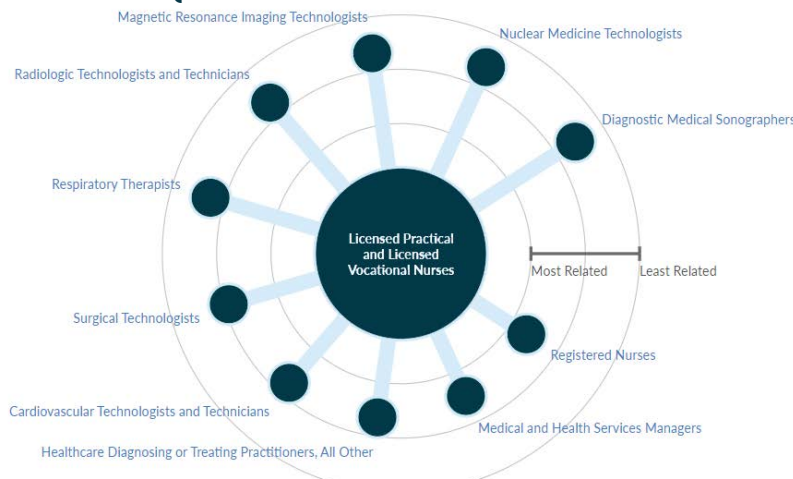 Magnetic Resonance Imaging Technologists
Nuclear Medicine Technologists
Radiologic Technologists and Technicians
Diagnostic Medical Sonographers
Respiratory Therapists
Licensed Practical
and Licensed
Vocational Nurses
Most Related
Least Related
Surgical Technologists
Registered Nurses
Cardiovascular Technologists and Technicians
Medical and Health Services Managers
Healthcare Diagnosing or Treating Practitioners, All Other